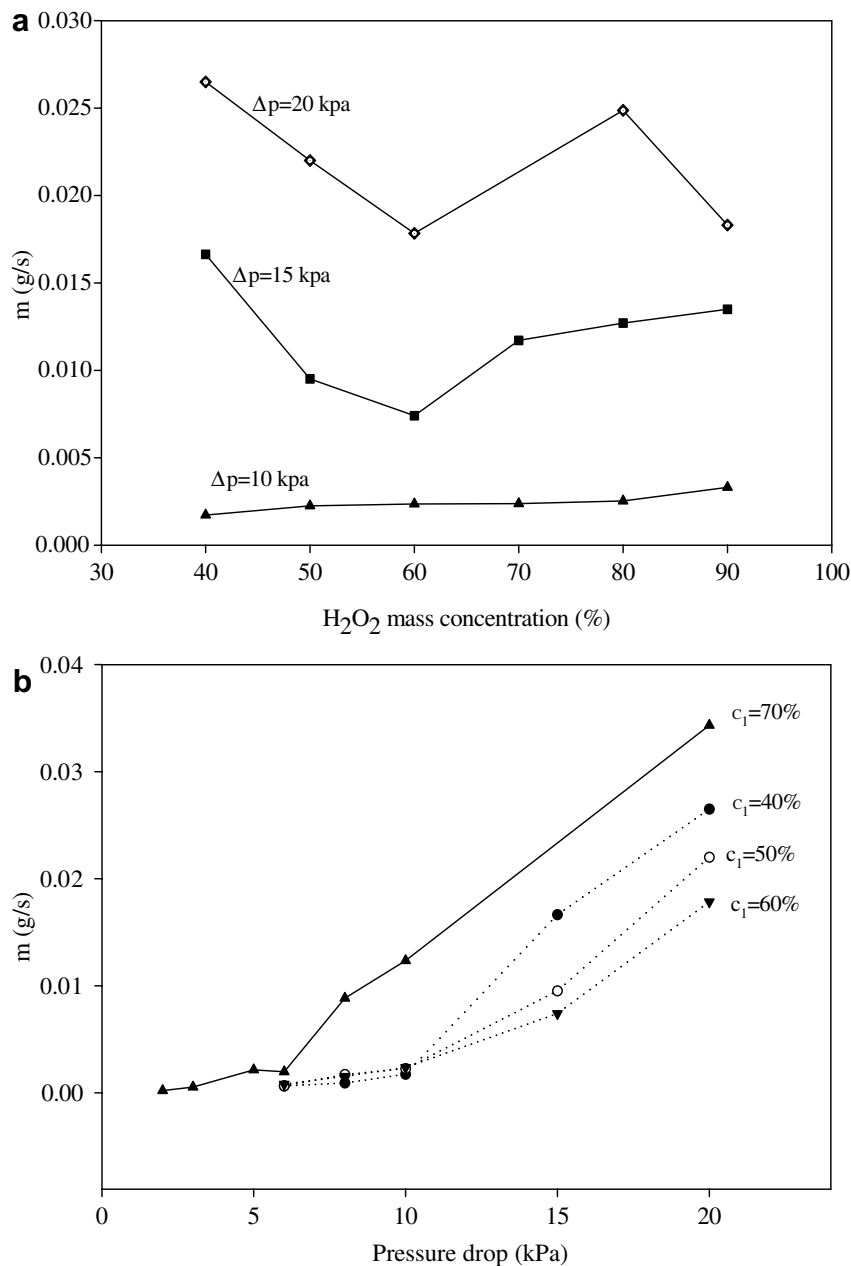 a
0.030
0.025
0.020
0.015
0.010
0.005
0.000
m (g/s)
Δp=20 kpa
Δp=15 kpa
Δp=10 kpa
30 40 50 60 70 80 90 100
H2O2 mass concentration (%)
b
0.04
0.03
0.02
0.01
0.00
m (g/s)
c1=70%
c1=40%
c1=50%
c1=60%
0 5 10 15 20
Pressure drop (kPa)